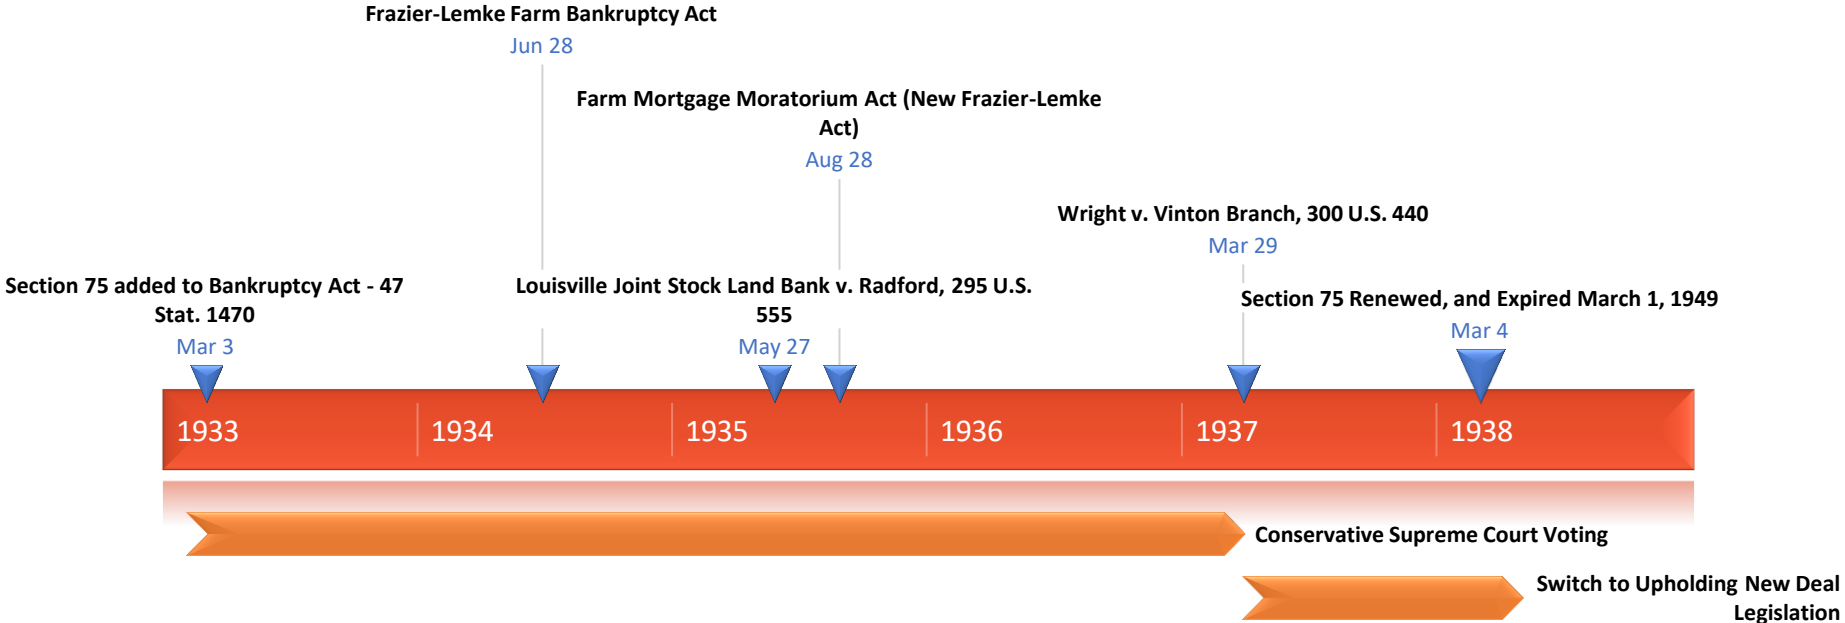 Frazier-Lemke Farm Bankruptcy Act
Jun 28
Farm Mortgage Moratorium Act (New Frazier-Lemke
Act)
Aug 28
Wright v. Vinton Branch, 300 U.S. 440
Mar 29
Section 75 added to Bankruptcy Act - 47
Stat. 1470
Mar 3
Louisville Joint Stock Land Bank v. Radford, 295 U.S.
555
May 27
Section 75 Renewed, and Expired March 1, 1949
Mar 4
1933
1934
1935
1936
1937
1938
Conservative Supreme Court Voting
Switch to Upholding New Deal
Legislation